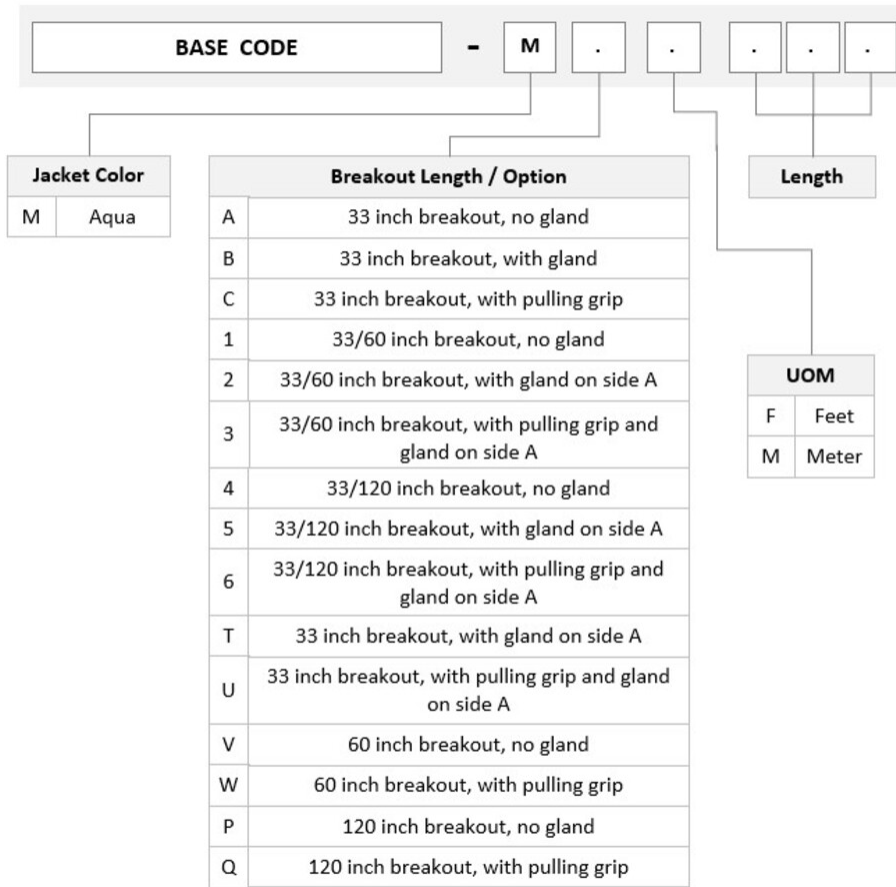 BASE CODE - M . . . . .
Jacket Color
M Aqua
Breakout Length / Option
A 33 inch breakout, no gland
B 33 inch breakout, with gland
C 33 inch breakout, with pulling grip
1 33/60 inch breakout, no gland
2 33/60 inch breakout, with gland on side A
3 33/60 inch breakout, with pulling grip and
gland on side A
4 33/120 inch breakout, no gland
5 33/120 inch breakout, with gland on side A
6 33/120 inch breakout, with pulling grip and
gland on side A
T 33 inch breakout, with gland on side A
U 33 inch breakout, with pulling grip and gland
on side A
V 60 inch breakout, no gland
W 60 inch breakout, with pulling grip
P 120 inch breakout, no gland
Q 120 inch breakout, with pulling grip
Length
UOM
F Feet
M Meter